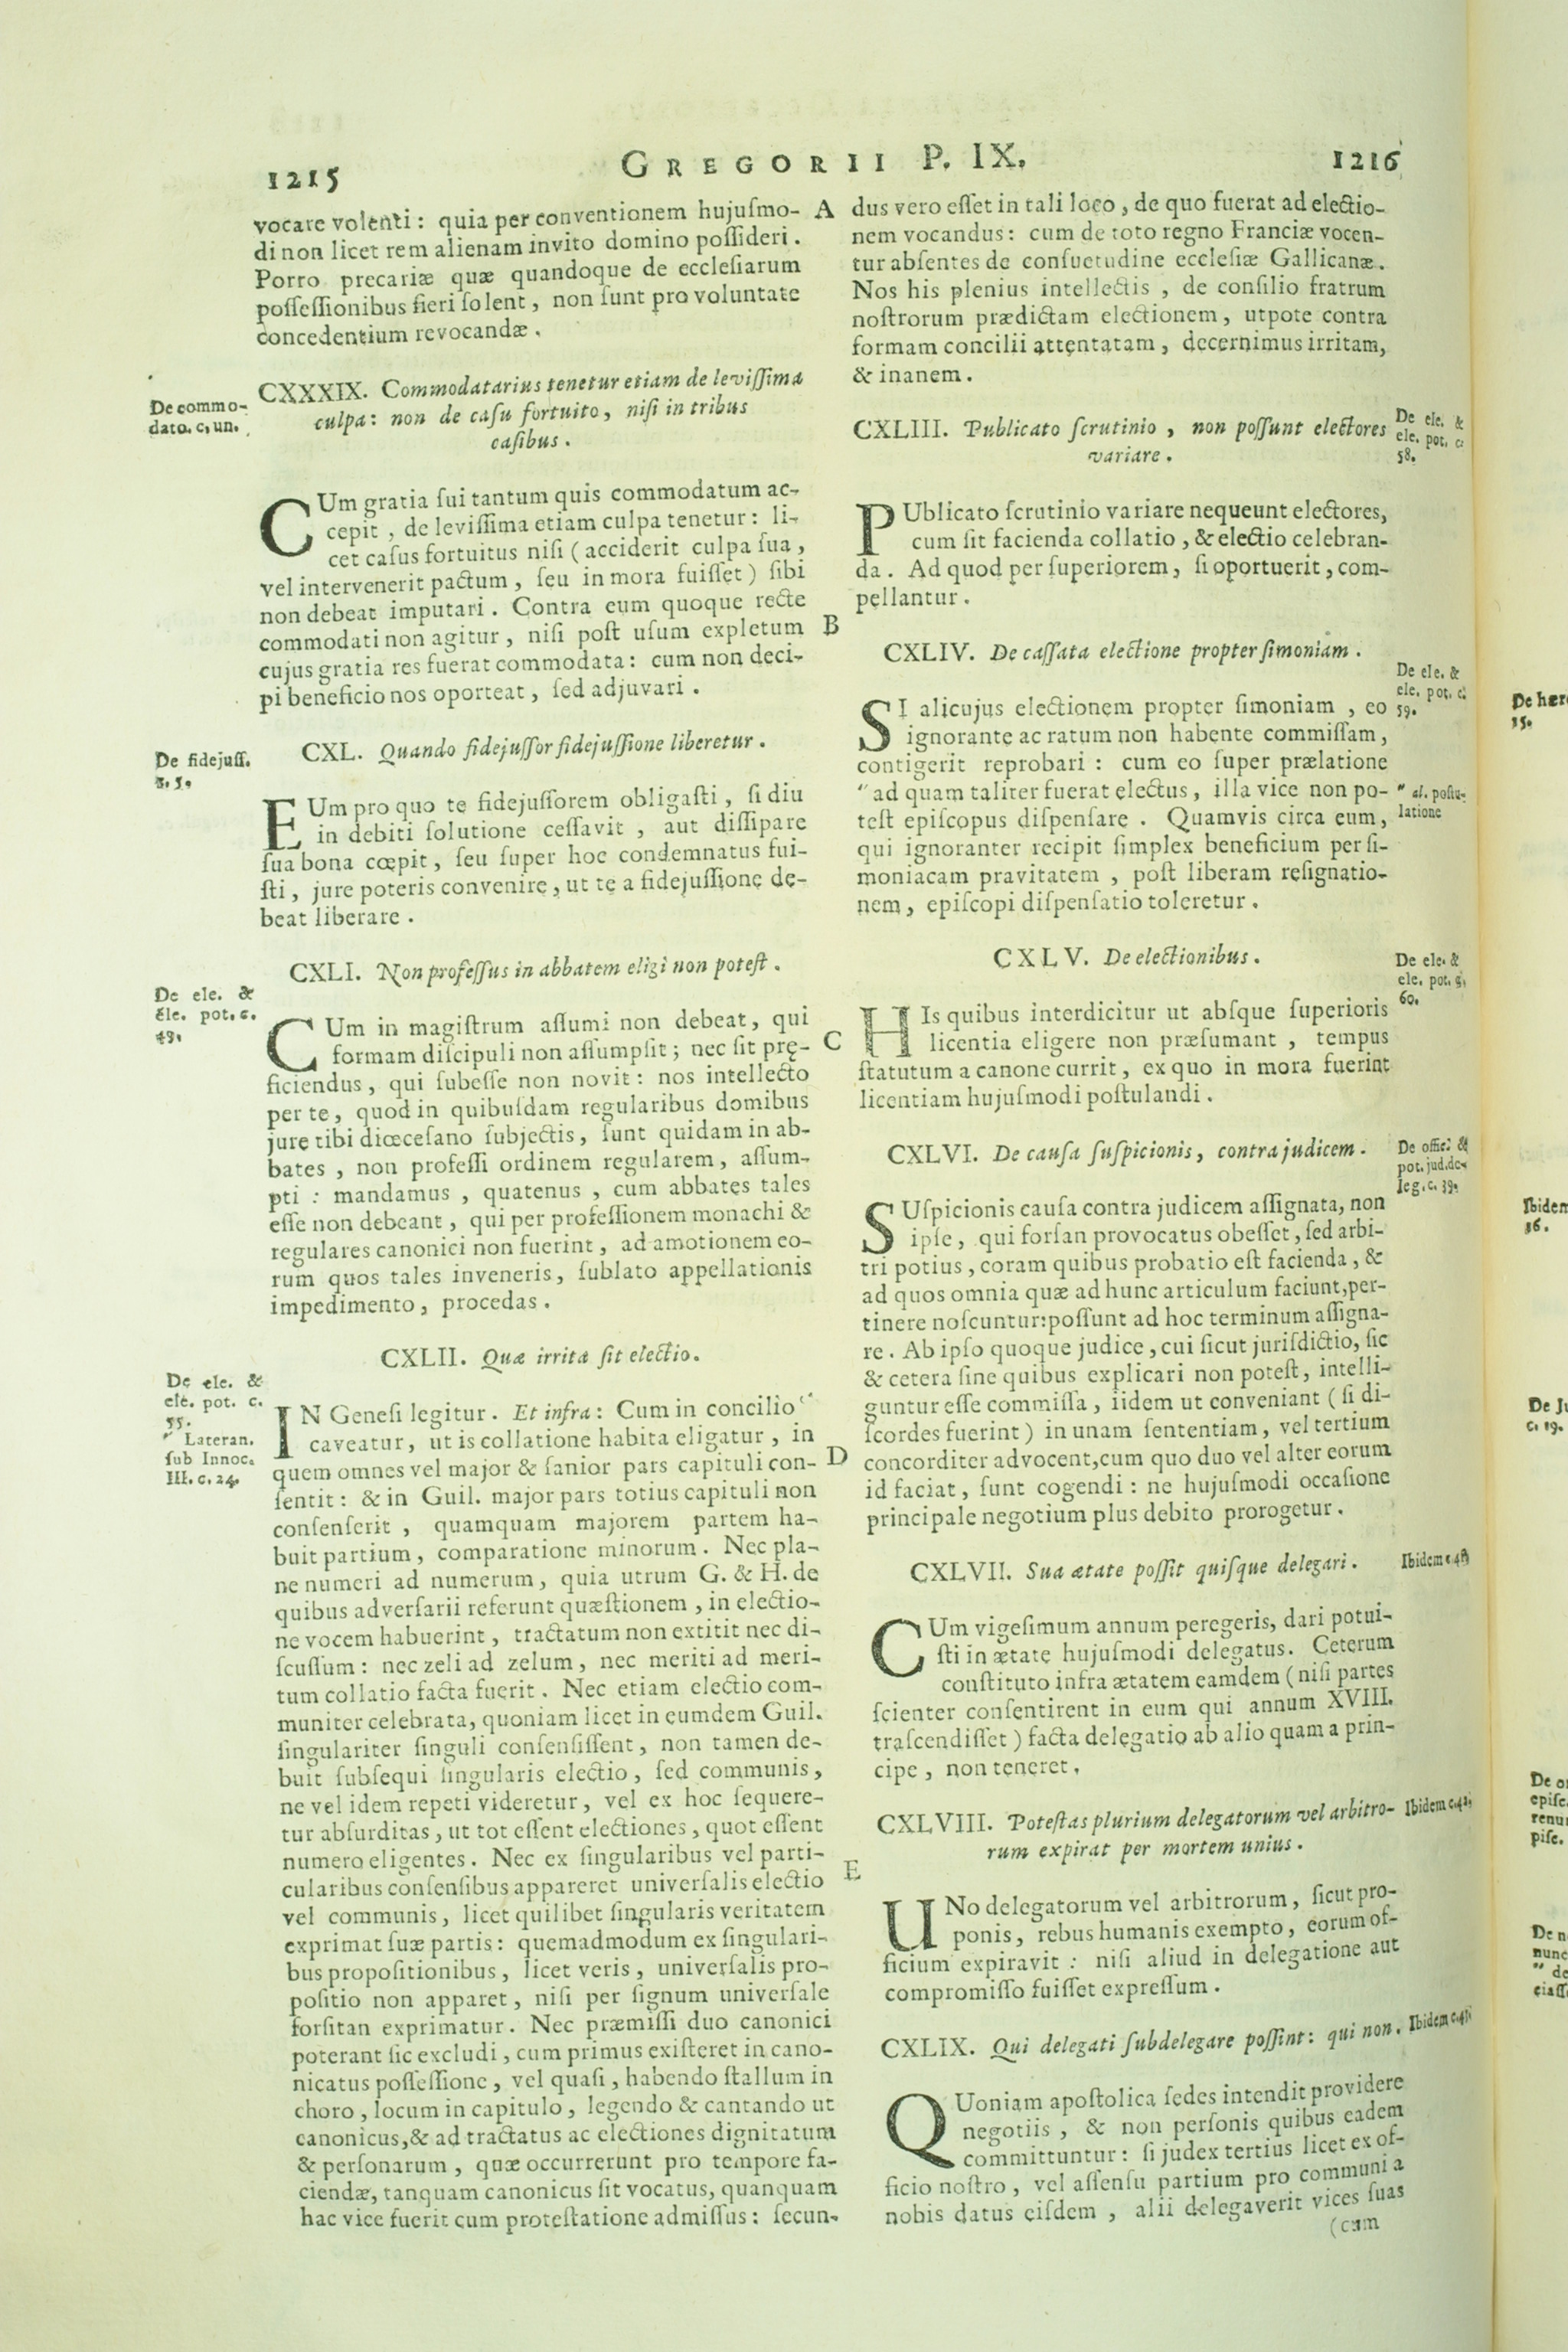 1215
GREGORII P. IX.
1216
vocare volenti: quia per conventionem hujuſmo-
di non licet rem alienam invito domino poſſideri.
Porro precariæ quæ quandoque de eccleſiarum
poſſeſſionibus fieri ſolent, non ſunt pro voluntate
concedentium revocandæ.
De commo-
dato. c. un.
CXXXIX. Commodatarius tenetur etiam de leviſſima
culpa: non de caſu fortuito, niſi in tribus
caſibus.
CUm gratia ſui tantum quis commodatum ac-
cepit, de leviſſima etiam culpa tenetur: li-
cet caſus fortuitus niſi (acciderit culpa ſua,
vel intervenerit pactum, ſeu in mora fuiſſet) ſibi
non debeat imputari. Contra eum quoque recte
commodati non agitur, niſi poſt uſum expletum
cujus gratia res fuerat commodata: cum non deci-
pi beneficio nos oporteat, ſed adjuvari.
De fidejuſſ.
c. 5.
CXL. Quando fidejuſſor fidejuſſione liberetur.
EUm pro quo te fidejuſſorem obligaſti, ſi diu
in debiti ſolutione ceſſavit, aut diſſipare
ſua bona cœpit, ſeu ſuper hoc condemnatus fui-
ſti, jure poteris convenire, ut te a fidejuſſione de-
beat liberare.
CXLI. Non profeſſus in abbatem eligi non poteſt.
De ele. &
ele. pot. c.
49.
CUm in magiſtrum aſſumi non debeat, qui
formam diſcipuli non aſſumpſit; nec ſit prę-
ficiendus, qui ſubeſſe non novit: nos intellecto
per te, quod in quibuſdam regularibus domibus
jure tibi diœceſano ſubjectis, ſunt quidam in ab-
bates, non profeſſi ordinem regularem, aſſum-
pti: mandamus, quatenus, cum abbates tales
eſſe non debeant, qui per profeſſionem monachi &
regulares canonici non fuerint, ad amotionem eo-
rum quos tales inveneris, ſublato appellationis
impedimento, procedas.
CXLII. Quæ irrita ſit electio.
De ele. &
ele. pot. c.
55.
" Lateran.
ſub Innoc.
III. c. 24.
IN Geneſi legitur. Et infra: Cum in concilio "
caveatur, ut is collatione habita eligatur, in
quem omnes vel major & ſanior pars capituli con-
ſentit: & in Guil. major pars totius capituli non
conſenſerit, quamquam majorem partem ha-
buit partium, comparatione minorum. Nec pla-
ne numeri ad numerum, quia utrum G. & H. de
quibus adverſarii referunt quæſtionem, in electio-
ne vocem habuerint, tractatum non extitit nec di-
ſcuſſum: nec zeli ad zelum, nec meriti ad meri-
tum collatio facta fuerit. Nec etiam electio com-
muniter celebrata, quoniam licet in eumdem Guil.
ſingulariter ſinguli conſenſiſſent, non tamen de-
buit ſubſequi ſingularis electio, ſed communis,
ne vel idem repeti videretur, vel ex hoc ſequere-
tur abſurditas, ut tot eſſent electiones, quot eſſent
numero eligentes. Nec ex ſingularibus vel parti-
cularibus conſenſibus appareret univerſalis electio
vel communis, licet quilibet ſingularis veritatem
exprimat ſuæ partis: quemadmodum ex ſingulari-
bus propoſitionibus, licet veris, univerſalis pro-
poſitio non apparet, niſi per ſignum univerſale
forſitan exprimatur. Nec præmiſſi duo canonici
poterant ſic excludi, cum primus exiſteret in cano-
nicatus poſſeſſione, vel quaſi, habendo ſtallum in
choro, locum in capitulo, legendo & cantando ut
canonicus, & ad tractatus ac electiones dignitatum
& perſonarum, quæ occurrerunt pro tempore fa-
ciendæ, tanquam canonicus ſit vocatus, quanquam
hac vice fuerit cum proteſtatione admiſſus: ſecun-
A
B
C
D
E
dus vero eſſet in tali loco, de quo fuerat ad electio-
nem vocandus: cum de toto regno Franciæ vocen-
tur abſentes de conſuetudine eccleſiæ Gallicanæ.
Nos his plenius intellectis, de conſilio fratrum
noſtrorum prædictam electionem, utpote contra
formam concilii attentatam, decernimus irritam,
& inanem.
CXLIII. Publicato ſcrutinio, non poſſunt electores
variare.
De ele. &
ele. pot. c.
58.
PUblicato ſcrutinio variare nequeunt electores,
cum ſit facienda collatio, & electio celebran-
da. Ad quod per ſuperiorem, ſi oportuerit, com-
pellantur.
CXLIV. De caſſata electione propter ſimoniam.
De ele. &
ele. pot. c.
59.
SI alicujus electionem propter ſimoniam, eo
ignorante ac ratum non habente commiſſam,
contigerit reprobari: cum eo ſuper prælatione
" ad quam taliter fuerat electus, illa vice non po-
teſt epiſcopus diſpenſare. Quamvis circa eum,
qui ignoranter recipit ſimplex beneficium per ſi-
moniacam pravitatem, poſt liberam reſignatio-
nem, epiſcopi diſpenſatio toleretur.
" al. poſtu-
latione
CXLV. De electionibus.
De ele. &
ele. pot. c.
60.
HIs quibus interdicitur ut abſque ſuperioris
licentia eligere non præſumant, tempus
ſtatutum a canone currit, ex quo in mora fuerint
licentiam hujuſmodi poſtulandi.
CXLVI. De cauſa ſuſpicionis, contra judicem.
De offic. &
pot. jud. de-
leg. c. 39.
SUſpicionis cauſa contra judicem aſſignata, non
ipſe, qui forſan provocatus obeſſet, ſed arbi-
tri potius, coram quibus probatio eſt facienda, &
ad quos omnia quæ ad hunc articulum faciunt, per-
tinere noſcuntur: poſſunt ad hoc terminum aſſigna-
re. Ab ipſo quoque judice, cui ſicut juriſdictio, ſic
& cetera ſine quibus explicari non poteſt, intelli-
guntur eſſe commiſſa, iidem ut conveniant (ſi di-
ſcordes fuerint) in unam ſententiam, vel tertium
concorditer advocent, cum quo duo vel alter eorum
id faciat, ſunt cogendi: ne hujuſmodi occaſione
principale negotium plus debito prorogetur.
CXLVII. Sua ætate poſſit quiſque delegari.
Ibidem c. 41.
CUm vigeſimum annum peregeris, dari potui-
ſti in ætate hujuſmodi delegatus. Ceterum
conſtituto infra ætatem eamdem (niſi partes
ſcienter conſentirent in eum qui annum XVIII.
traſcendiſſet) facta delegatio ab alio quam a prin-
cipe, non teneret.
CXLVIII. Poteſtas plurium delegatorum vel arbitro-
rum expirat per mortem unius.
Ibidem c. 42.
UNo delegatorum vel arbitrorum, ſicut pro-
ponis, rebus humanis exempto, eorum of-
ficium expiravit: niſi aliud in delegatione aut
compromiſſo fuiſſet expreſſum.
CXLIX. Qui delegati ſubdelegare poſſint: qui non.
Ibidem
QUoniam apoſtolica ſedes intendit providere
negotiis, & non perſonis quibus eadem
committuntur: ſi judex tertius licet ex of-
ficio noſtro, vel aſſenſu partium pro communi a
nobis datus eiſdem, alii delegaverit vices ſuas
(cum
De hær
15.
Ibidem
16.
De Ju
c. 19.
De o
epiſc.
renu
piſc.
De n
nunc
" de